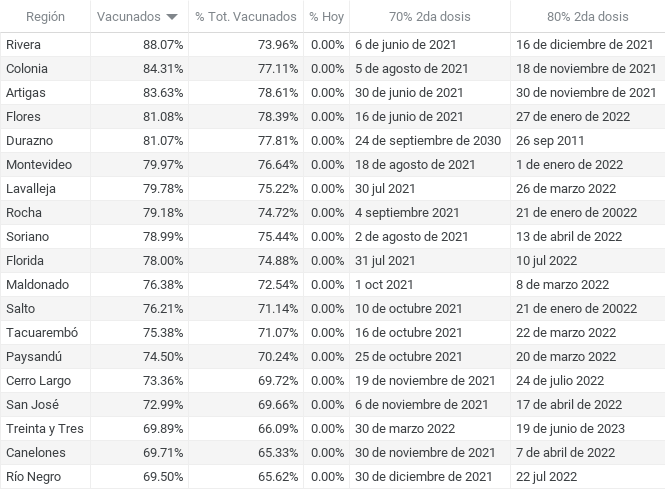 Región Vacunados % Tot. Vacunados % Hoy 70% 2da dosis 80% 2da dosis
Rivera 88.07% 73.96% 0.00% 6 de junio de 2021 16 de diciembre de 2021
Colonia 84.31% 77.11% 0.00% 5 de agosto de 2021 18 de noviembre de 2021
Artigas 83.63% 78.61% 0.00% 30 de junio de 2021 30 de noviembre de 2021
Flores 81.08% 78.39% 0.00% 16 de junio de 2021 27 de enero de 2022
Durazno 81.07% 77.81% 0.00% 24 de septiembre de 2030 26 sep 2011
Montevideo 79.97% 76.64% 0.00% 18 de agosto de 2021 1 de enero de 2022
Lavalleja 79.78% 75.22% 0.00% 30 jul 2021 26 de marzo 2022
Rocha 79.18% 74.72% 0.00% 4 septiembre 2021 21 de enero de 20022
Soriano 78.99% 75.44% 0.00% 2 de agosto de 2021 13 de abril de 2022
Florida 78.00% 74.88% 0.00% 31 jul 2021 10 jul 2022
Maldonado 76.38% 72.54% 0.00% 1 oct 2021 8 de marzo 2022
Salto 76.21% 71.14% 0.00% 10 de octubre 2021 21 de enero de 20022
Tacuarembó 75.38% 71.07% 0.00% 16 de octubre 2021 22 de marzo 2022
Paysandú 74.50% 70.24% 0.00% 25 de octubre 2021 20 de marzo 2022
Cerro Largo 73.36% 69.72% 0.00% 19 de noviembre de 2021 24 de julio 2022
San José 72.99% 69.66% 0.00% 6 de noviembre de 2021 17 de abril de 2022
Treinta y Tres 69.89% 66.09% 0.00% 30 de marzo 2022 19 de junio de 2023
Canelones 69.71% 65.33% 0.00% 30 de noviembre de 2021 7 de abril de 2022
Río Negro 69.50% 65.62% 0.00% 30 de diciembre de 2021 22 jul 2022